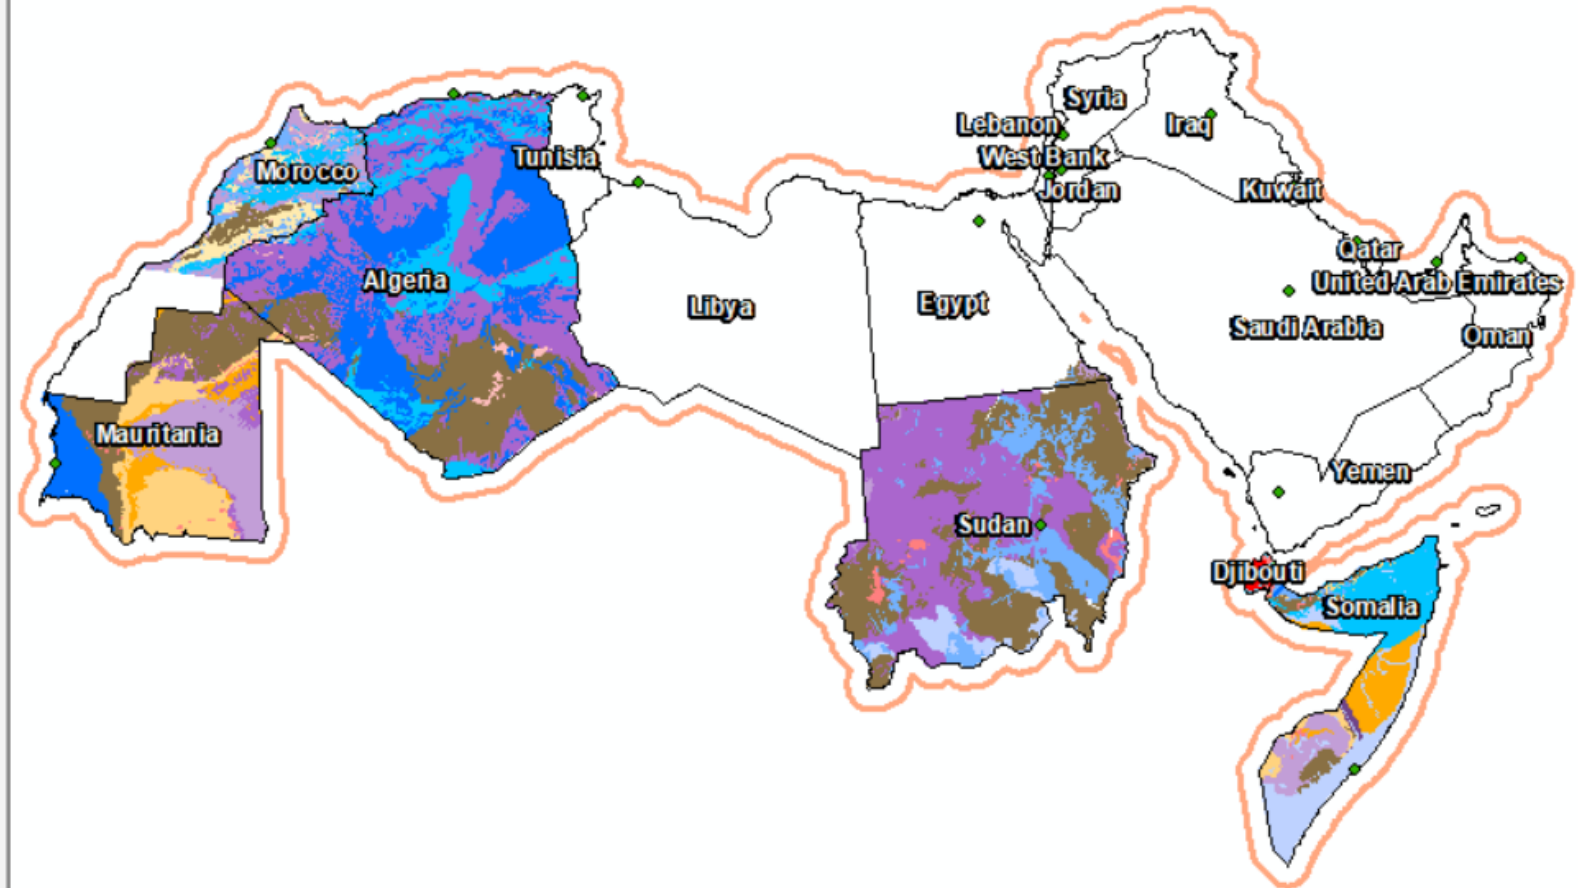 Syria
Lebanon
Iraq
Morocco
Tunisia
West Bank
Jordan
Kuwait
Qatar
Algeria
United Arab Emirates
Libya
Egypt
Saudi Arabia
Oman
Mauritania
Yemen
Sudan
Djibouti
Somalia